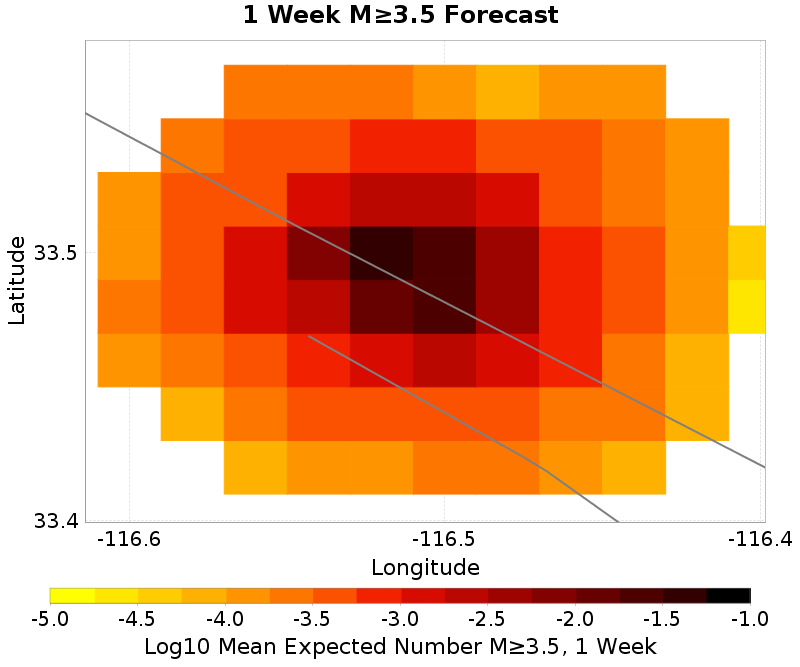 1 Week M≥3.5 Forecast
Latitude
33.5
33.4
-116.6 -116.5 -116.4
Longitude
-5.0 -4.5 -4.0 -3.5 -3.0 -2.5 -2.0 -1.5 -1.0
Log10 Mean Expected Number M≥3.5, 1 Week